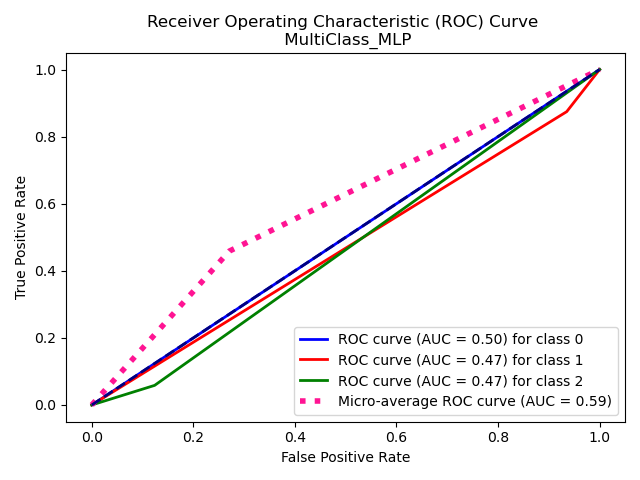 Receiver Operating Characteristic (ROC) Curve
MultiClass_MLP
1.0
0.8
0.6
0.4
0.2
0.0
True Positive Rate
ROC curve (AUC = 0.50) for class 0
ROC curve (AUC = 0.47) for class 1
ROC curve (AUC = 0.47) for class 2
Micro-average ROC curve (AUC = 0.59)
0.0 0.2 0.4 0.6 0.8 1.0
False Positive Rate